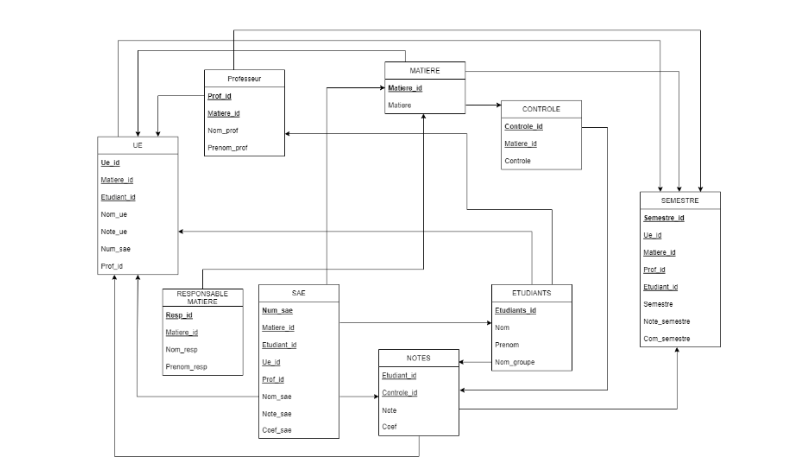 MATIERE
Matiere_id
Matiere
Professeur
Prof_id
Matiere_id
Nom_prof
Prenom_prof
CONTROLE
Controle_id
Matiere_id
Controle
UE
Ue_id
Matiere_id
Etudiant_id
Nom_ue
Note_ue
Num_sae
Prof_id
SEMESTRE
Semestre_id
Ue_id
Matiere_id
Prof_id
Etudiant_id
Semestre
Note_semestre
Com_semestre
RESPONSABLE
MATIERE
Resp_id
Matiere_id
Nom_resp
Prenom_resp
SAE
Num_sae
Matiere_id
Etudiant_id
Ue_id
Prof_id
Nom_sae
Note_sae
Coef_sae
ETUDIANTS
Etudiants_id
Nom
Prenom
Nom_groupe
NOTES
Etudiant_id
Controle_id
Note
Coef